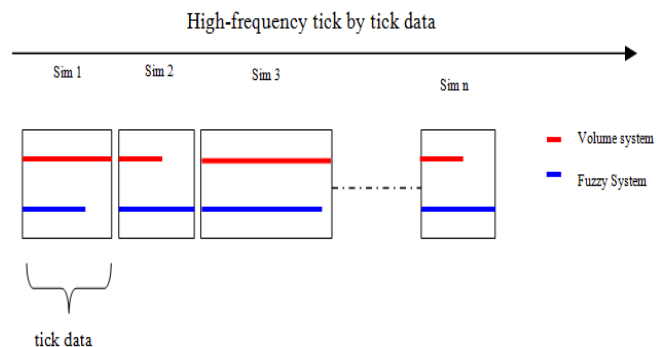 High-frequency tick by tick data
Sim 1
Sim 2
Sim 3
Sim n
Volume system
Fuzzy System
tick data